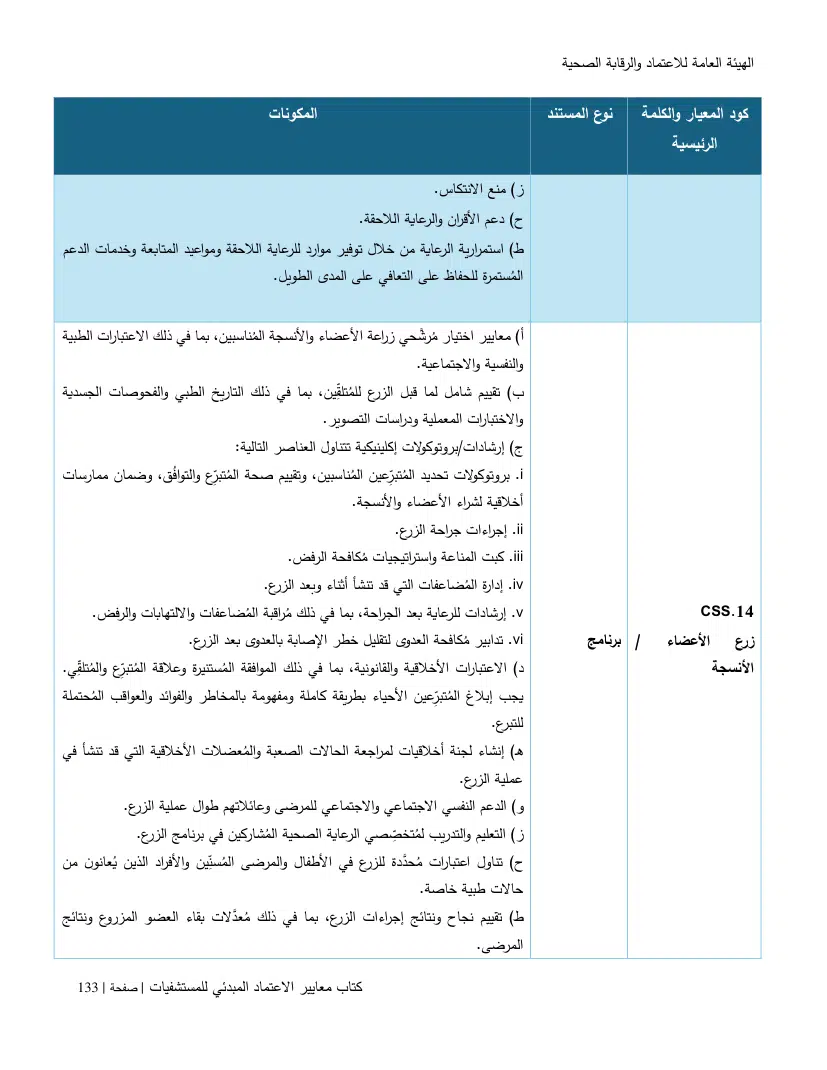 الهيئة العامة للاعتماد والرقابة الصحية
كود المعيار والكلمة
الرئيسية
نوع المستند
المكونات
ز) منع الانتكاس.
ح) دعم الأقران والرعاية اللاحقة.
ط) استمرارية الرعاية من خلال توفير موارد للرعاية اللاحقة ومواعيد المتابعة وخدمات الدعم
المُستمرة للحفاظ على التعافي على المدى الطويل.
CSS.14
زرع الأعضاء /
الأنسجة
برنامج
أ) معايير اختيار مُرشَّحي زراعة الأعضاء والأنسجة المُناسبين، بما في ذلك الاعتبارات الطبية
والنفسية والاجتماعية.
ب) تقييم شامل لما قبل الزرع للمُتلقِّين، بما في ذلك التاريخ الطبي والفحوصات الجسدية
والاختبارات المعملية ودراسات التصوير.
ج) إرشادات/بروتوكولات إكلينيكية تتناول العناصر التالية:
i. بروتوكولات تحديد المُتبرِّعين المُناسبين، وتقييم صحة المُتبرِّع والتوافُق، وضمان ممارسات
أخلاقية لشراء الأعضاء والأنسجة.
ii. إجراءات جراحة الزرع.
iii. كبت المناعة واستراتيجيات مُكافحة الرفض.
iv. إدارة المُضاعفات التي قد تنشأ أثناء وبعد الزرع.
v. إرشادات للرعاية بعد الجراحة، بما في ذلك مُراقبة المُضاعفات والالتهابات والرفض.
vi. تدابير مُكافحة العدوى لتقليل خطر الإصابة بالعدوى بعد الزرع.
د) الاعتبارات الأخلاقية والقانونية، بما في ذلك الموافقة المُستنيرة وعلاقة المُتبرِّع والمُتلقِّي.
يجب إبلاغ المُتبرِّعين الأحياء بطريقة كاملة ومفهومة بالمخاطر والفوائد والعواقب المُحتملة
للتبرع.
هـ) إنشاء لجنة أخلاقيات لمراجعة الحالات الصعبة والمُعضلات الأخلاقية التي قد تنشأ في
عملية الزرع.
و) الدعم النفسي الاجتماعي والاجتماعي للمرضى وعائلاتهم طوال عملية الزرع.
ز) التعليم والتدريب لمُتخصِّصي الرعاية الصحية المُشاركين في برنامج الزرع.
ح) تناول اعتبارات مُحدَّدة للزرع في الأطفال والمرضى المُسنِّين والأفراد الذين يُعانون من
حالات طبية خاصة.
ط) تقييم نجاح ونتائج إجراءات الزرع، بما في ذلك مُعدَّلات بقاء العضو المزروع ونتائج
المرضى.
كتاب معايير الاعتماد المبدئي للمستشفيات | صفحة | 133